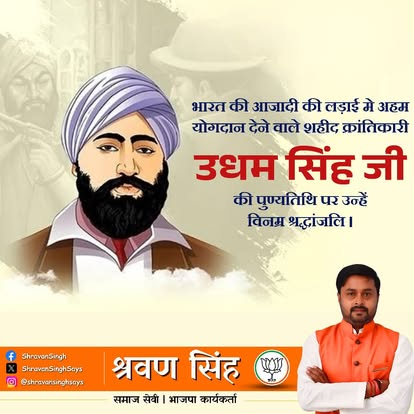 भारत की आजादी की लड़ाई मे अहम
योगदान देने वाले शहीद क्रांतिकारी
उधम सिंह जी
की पुण्यतिथि पर उन्हें
विनम्र श्रद्धांजलि ।
ShravanSingh
ShravanSinghSays
@shravansinghsays
श्रवण सिंह
समाज सेवी | भाजपा कार्यकर्ता